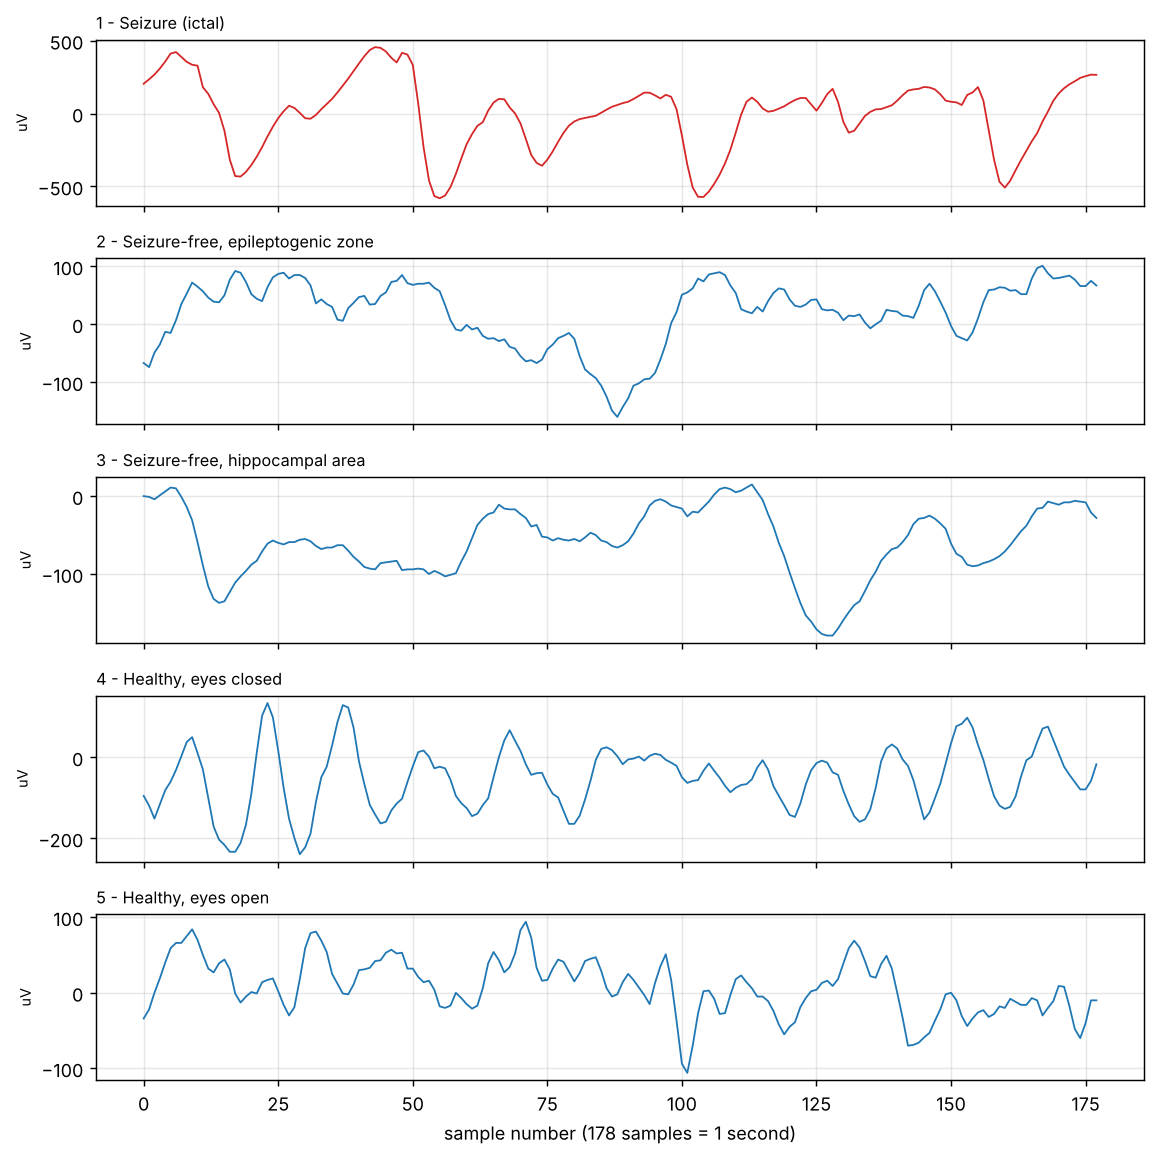 1 - Seizure (ictal)
500
0
−500
uV
2 - Seizure-free, epileptogenic zone
100
0
−100
uV
3 - Seizure-free, hippocampal area
0
−100
uV
4 - Healthy, eyes closed
0
−200
uV
5 - Healthy, eyes open
100
0
−100
uV
0 25 50 75 100 125 150 175
sample number (178 samples = 1 second)